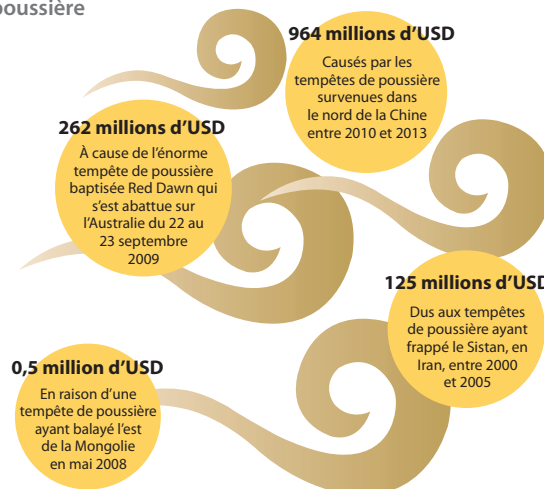 poussière
964 millions d’USD
Causés par les
tempêtes de poussière
survenues dans
le nord de la Chine
entre 2010 et 2013
262 millions d’USD
À cause de l’énorme
tempête de poussière
baptisée Red Dawn qui
s’est abattue sur
l’Australie du 22 au
23 septembre
2009
125 millions d’USD
Dus aux tempêtes
de poussière ayant
frappé le Sistan, en
Iran, entre 2000
et 2005
0,5 million d’USD
En raison d’une
tempête de poussière
ayant balayé l’est
de la Mongolie
en mai 2008